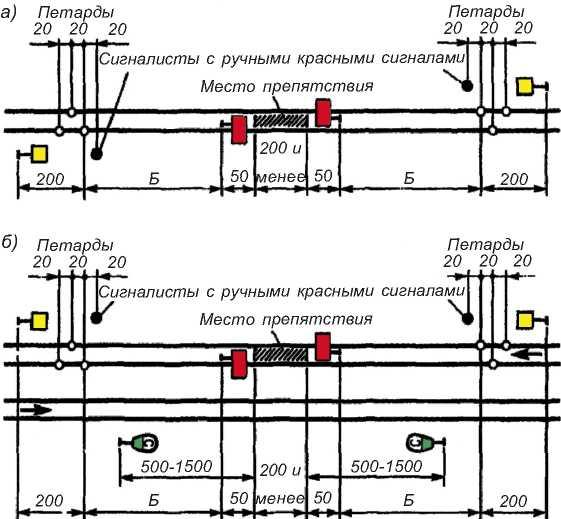 а)
Петарды
20 20 20
Петарды
20 20 20
Сигналисты с ручными красными сигналами
Место препятствия
200 и
200 Б 50 менее 50 Б 200
б)
Петарды
20 20 20
Петарды
20 20 20
Сигналисты с ручными красными сигналами
Место препятствия
С С
500-1500 200 и 500-1500
200 Б 50 менее 50 Б 200